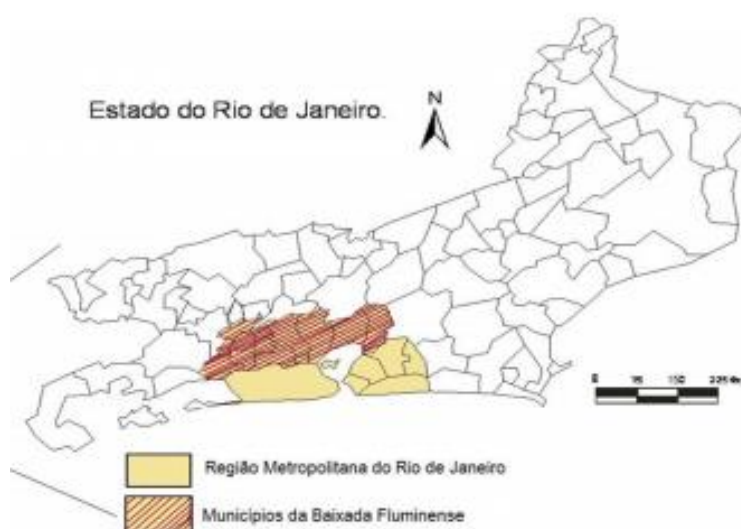 Estado do Rio de Janeiro.
N
Região Metropolitana do Rio de Janeiro
Municípios da Baixada Fluminense